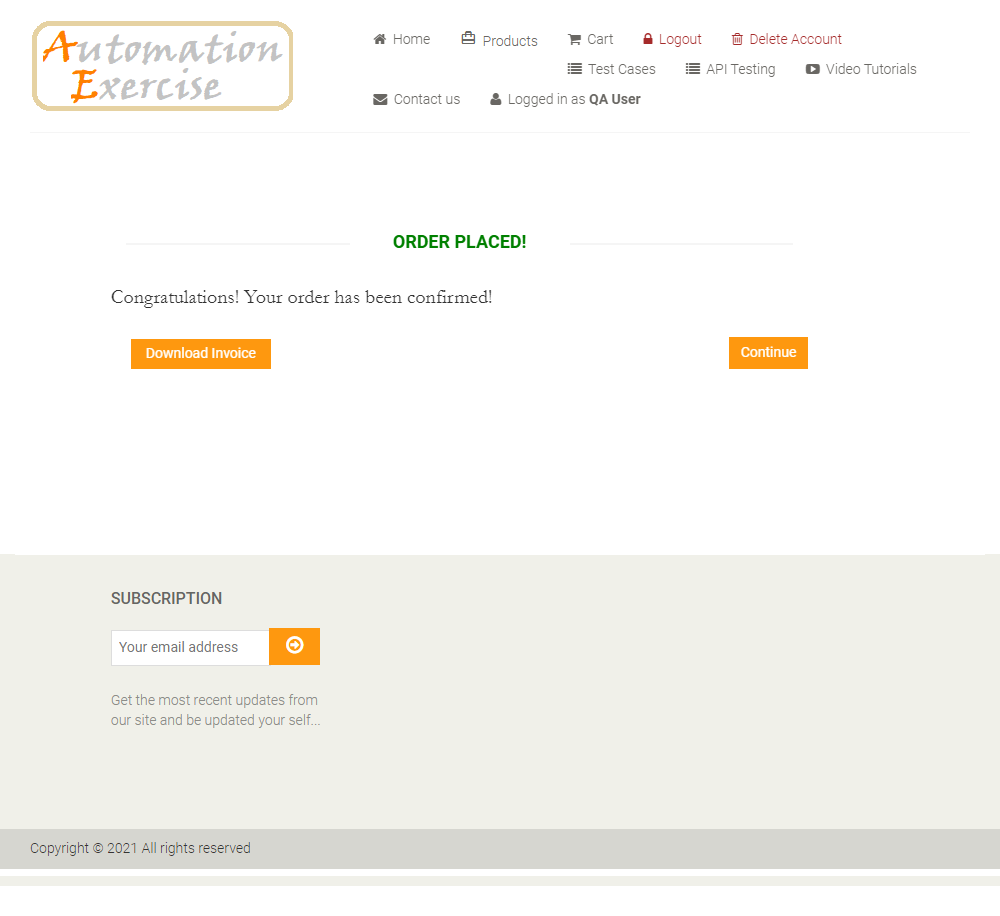 Automation
Exercise
Home Products Cart Logout Delete Account
Test Cases API Testing Video Tutorials
Contact us Logged in as QA User
ORDER PLACED!
Congratulations! Your order has been confirmed!
Download Invoice Continue
SUBSCRIPTION
Your email address
Get the most recent updates from
our site and be updated your self...
Copyright © 2021 All rights reserved